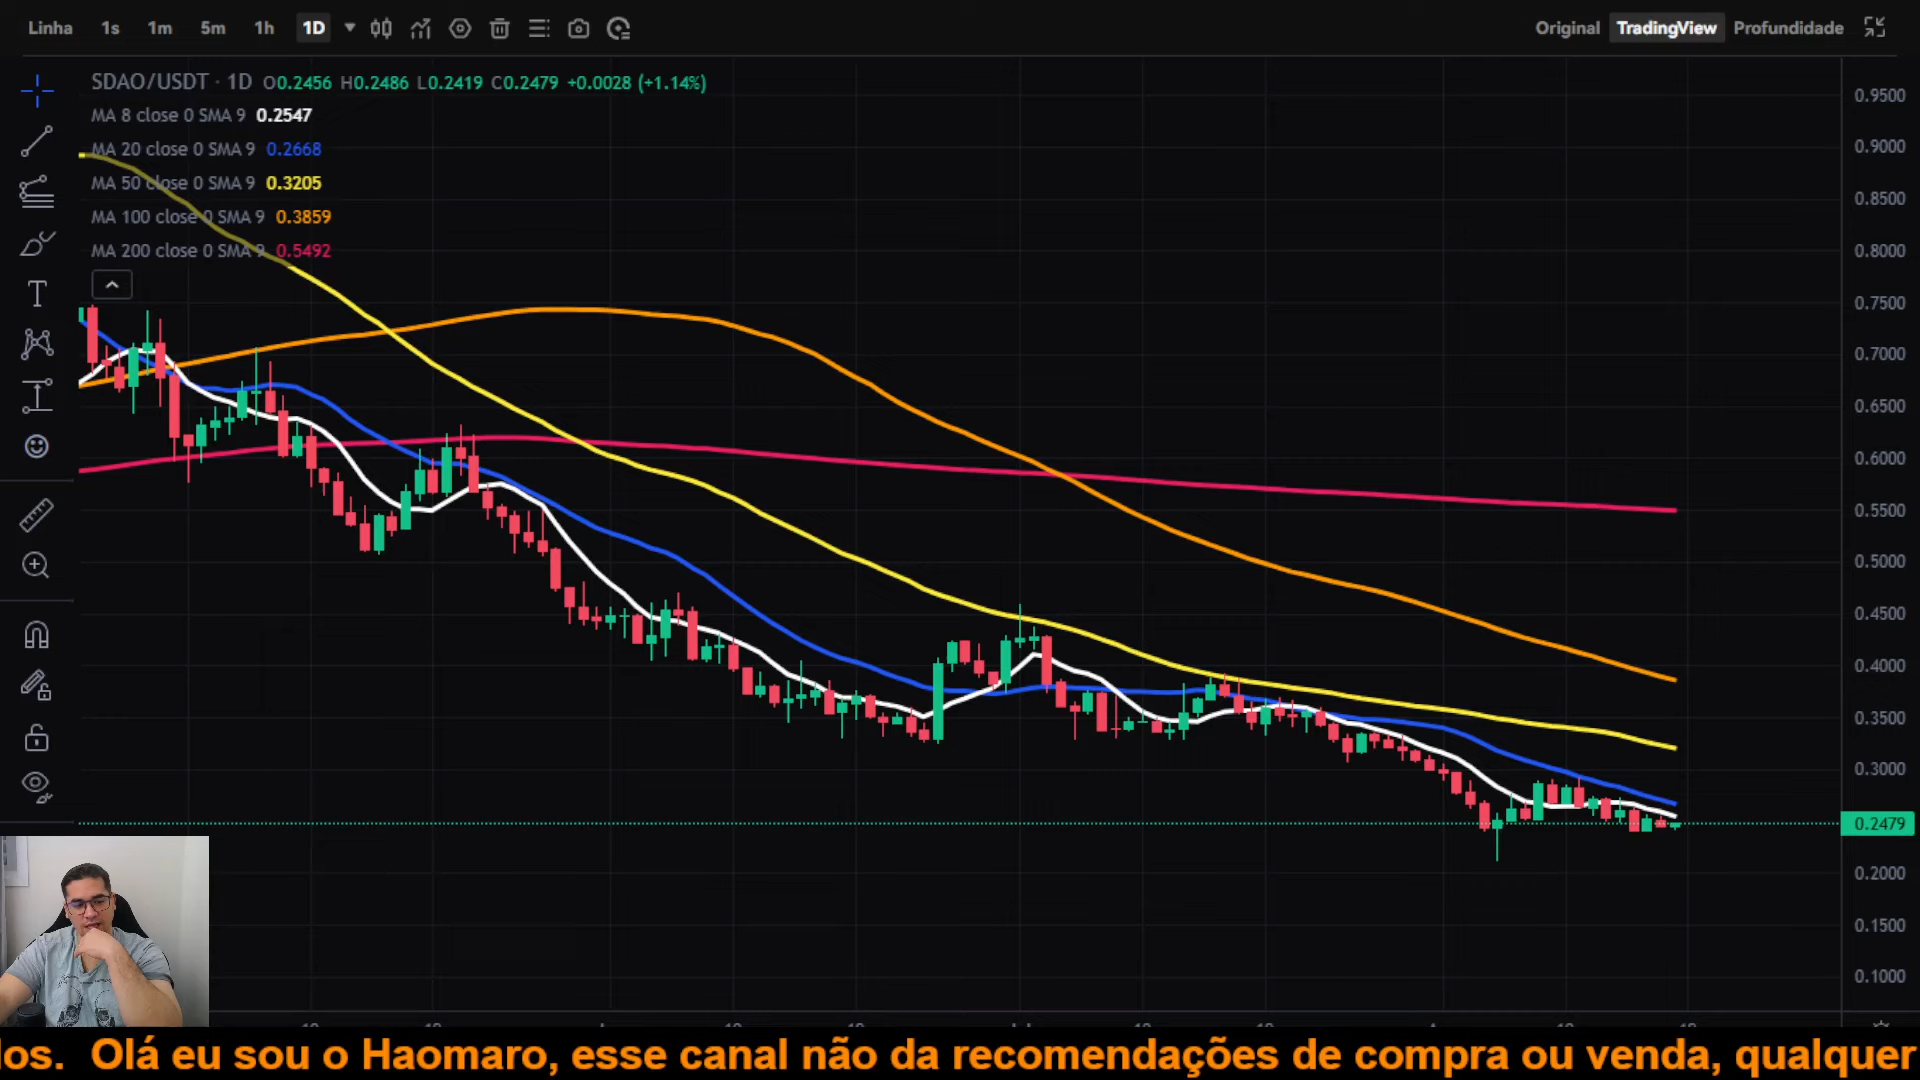 Linha 1s 1m 5m 1h 1D Original TradingView Profundidade
SDAO/USDT · 1D O0.2456 H0.2486 L0.2419 C0.2479 +0.0028 (+1.14%)
MA 8 close 0 SMA 9 0.2547
MA 20 close 0 SMA 9 0.2668
MA 50 close 0 SMA 9 0.3205
MA 100 close 0 SMA 9 0.3859
MA 200 close 0 SMA 9 0.5492
0.9500
0.9000
0.8500
0.8000
0.7500
0.7000
0.6500
0.6000
0.5500
0.5000
0.4500
0.4000
0.3500
0.3000
0.2479
0.2000
0.1500
0.1000
los. Olá eu sou o Haomaro, esse canal não da recomendações de compra ou venda, qualquer